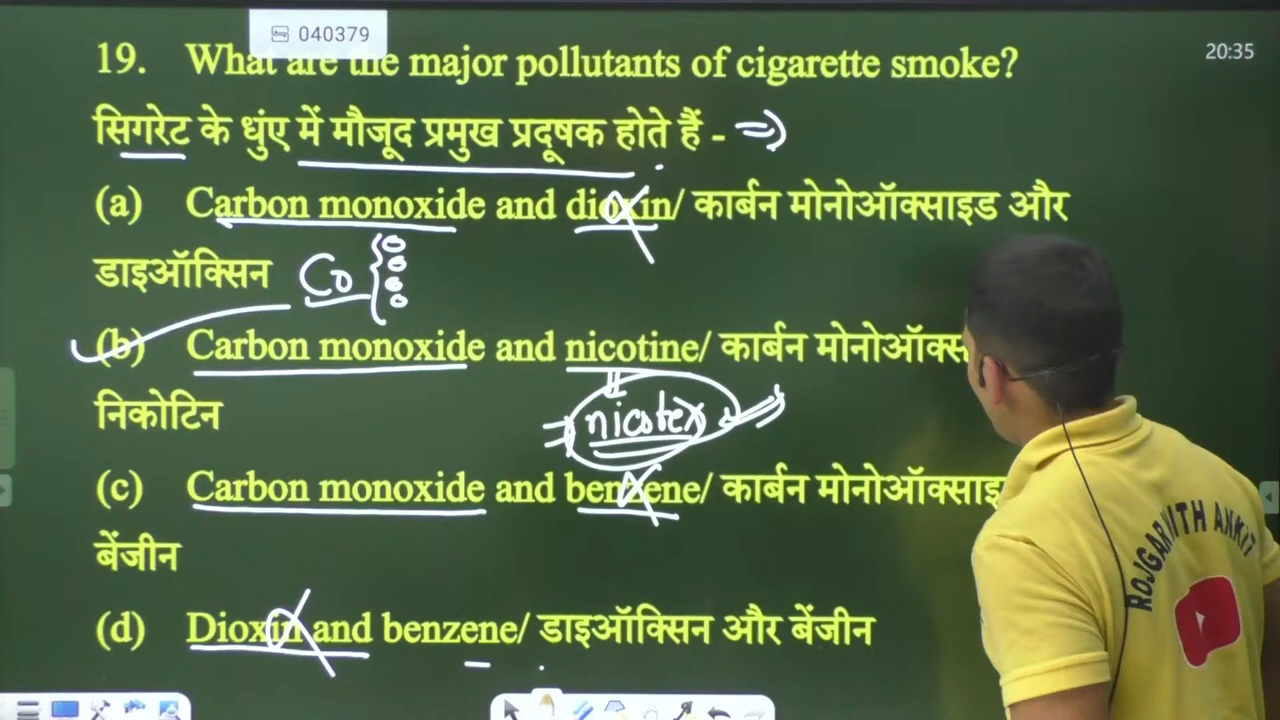 040379
20:35
19. What are the major pollutants of cigarette smoke?
सिगरेट के धुंए में मौजूद प्रमुख प्रदूषक होते हैं - =>
(a) Carbon monoxide and dioxin/ कार्बन मोनोऑक्साइड और
डाइऑक्सिन CO
(b) Carbon monoxide and nicotine/ कार्बन मोनोऑक्स
निकोटिन
nicotex
(c) Carbon monoxide and benzene/ कार्बन मोनोऑक्साइ
बेंजीन
(d) Dioxin and benzene/ डाइऑक्सिन और बेंजीन
ROJGAR WITH ANKIT